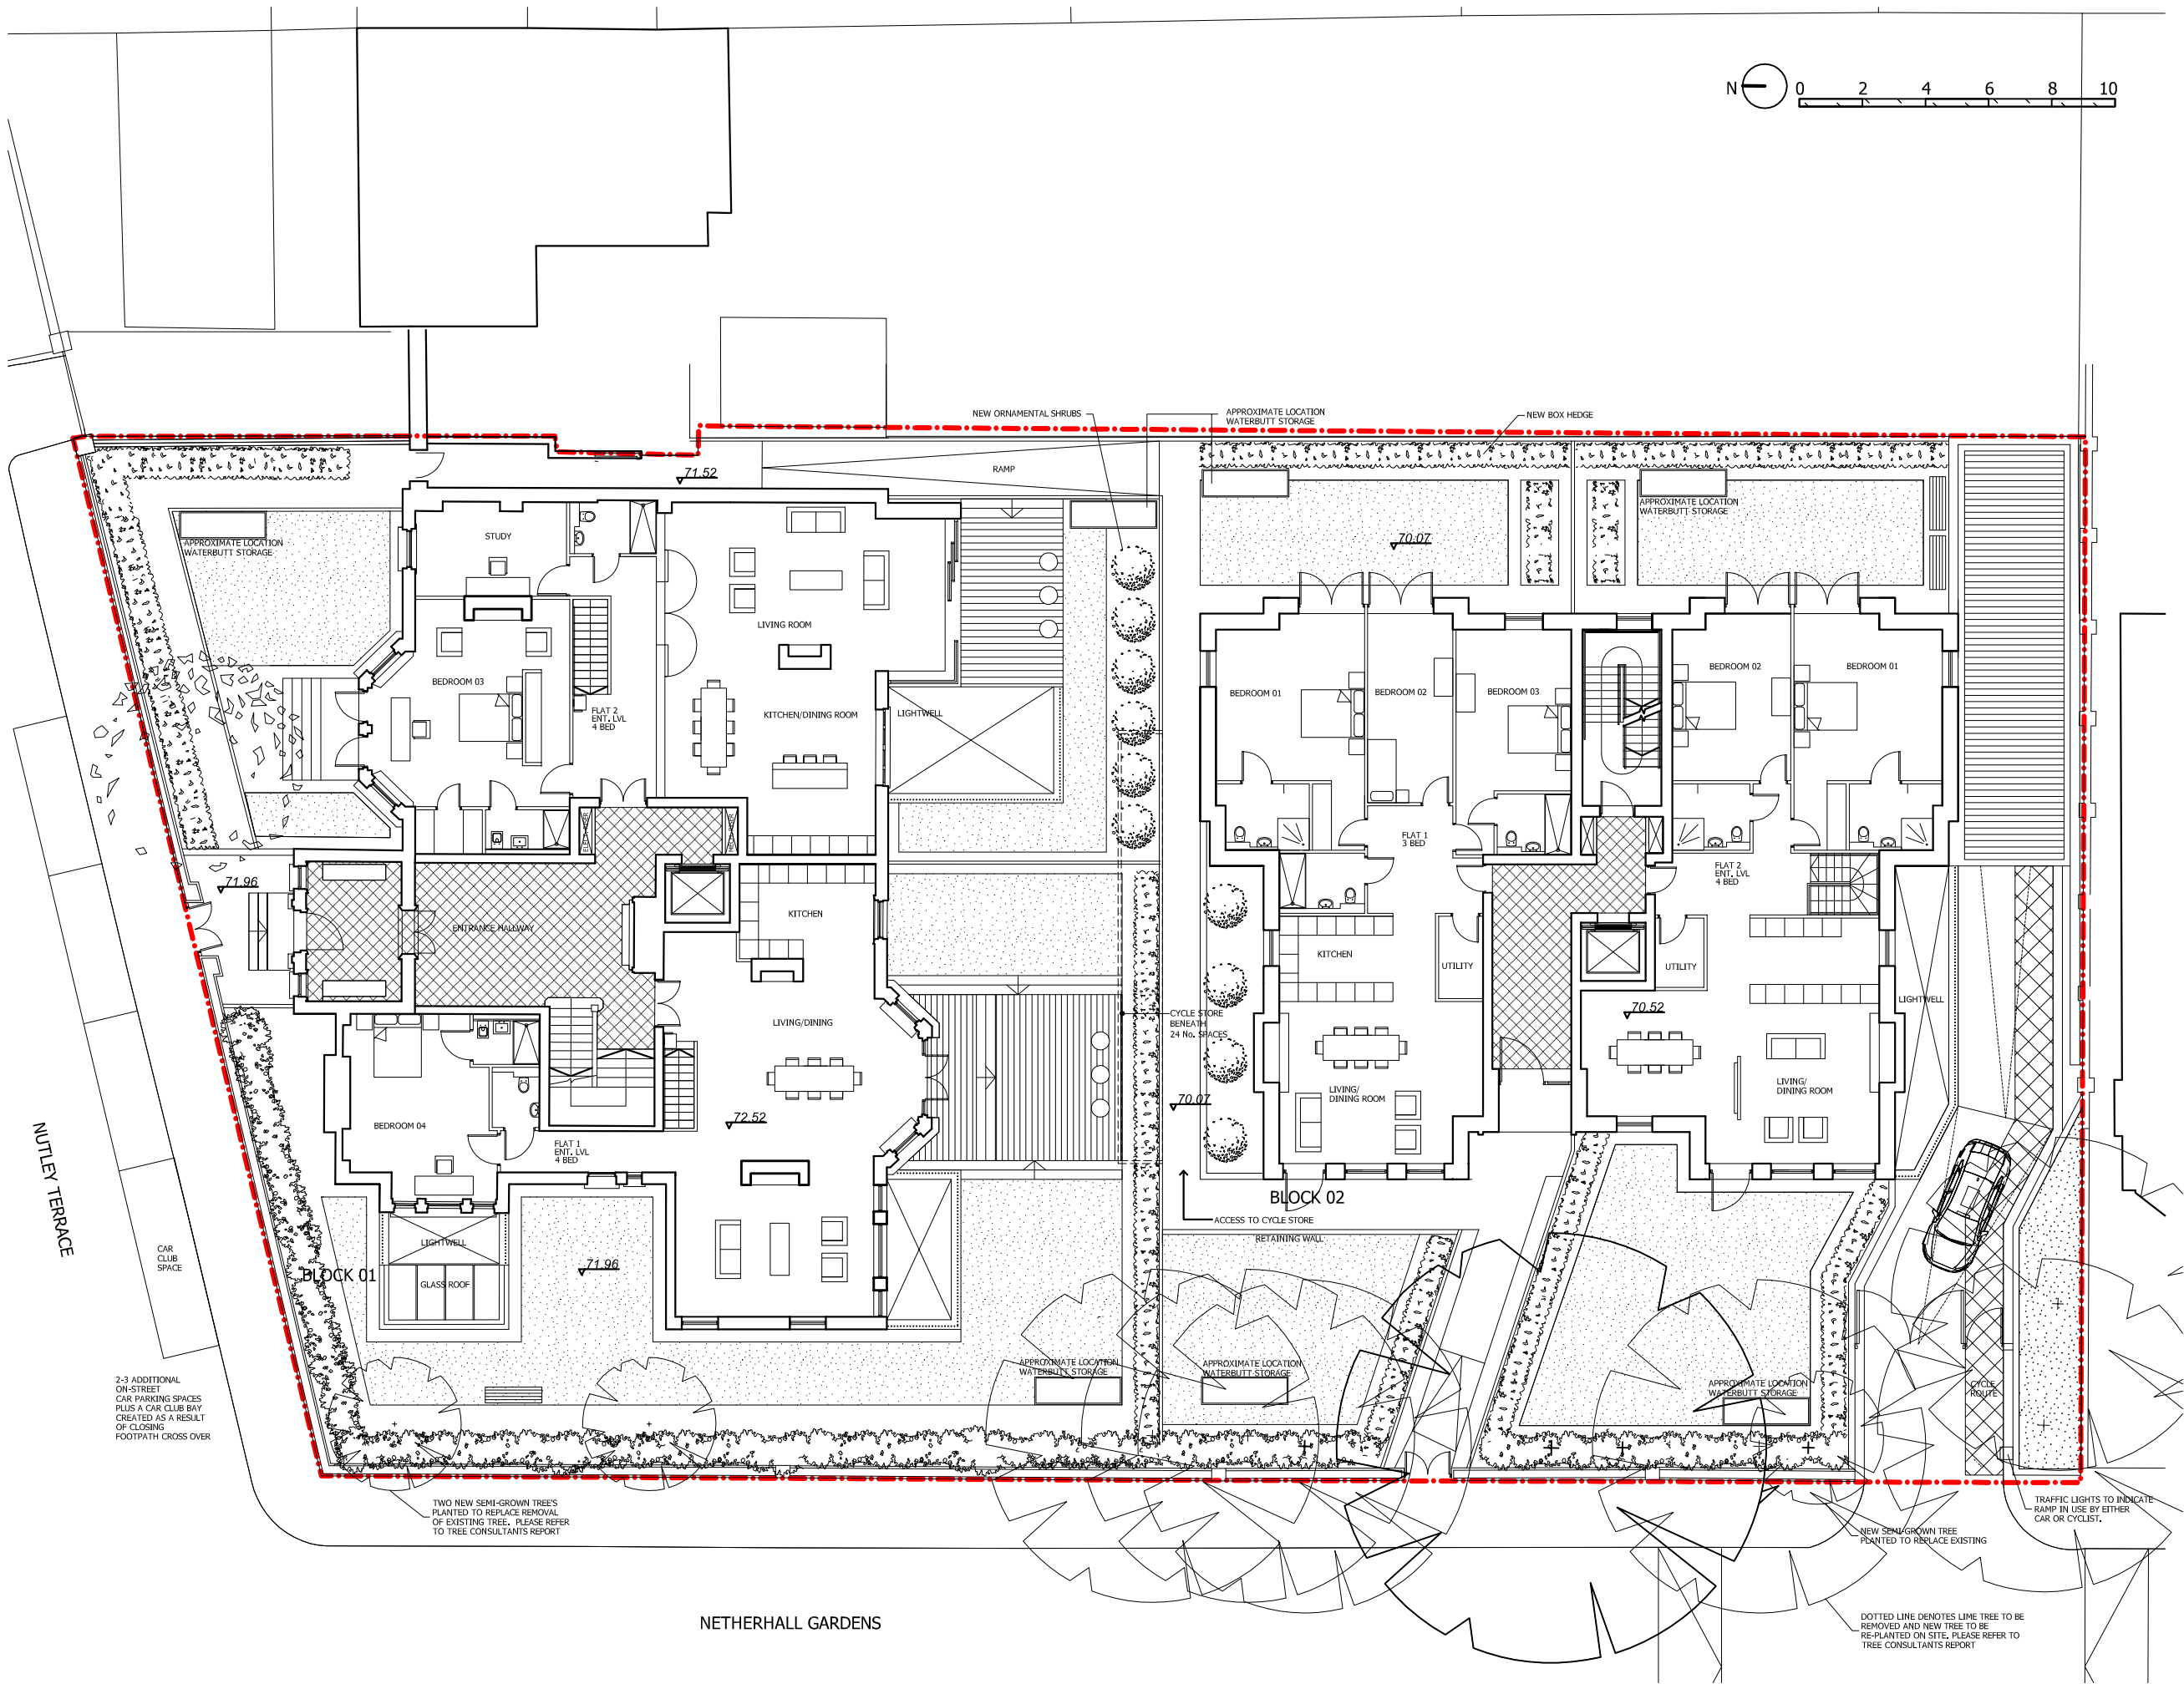 N
0 2 4 6 8 10
NEW ORNAMENTAL SHRUBS
APPROXIMATE LOCATION
WATERBUTT STORAGE
NEW BOX HEDGE
71.52
RAMP
APPROXIMATE LOCATION
WATERBUTT STORAGE
STUDY
70.07
APPROXIMATE LOCATION
WATERBUTT STORAGE
LIVING ROOM
BEDROOM 03
FLAT 2
ENT. LVL
4 BED
KITCHEN/DINING ROOM
LIGHTWELL
BEDROOM 01
BEDROOM 02
BEDROOM 03
BEDROOM 02
BEDROOM 01
ELEC. RISER
MECH. RISER
FLAT 1
3 BED
FLAT 2
ENT. LVL
4 BED
71.96
ENTRANCE HALLWAY
KITCHEN
KITCHEN
UTILITY
UTILITY
LIGHTWELL
LIVING/DINING
CYCLE STORE
BENEATH
24 No. SPACES
70.52
LIVING/
DINING ROOM
LIVING/
DINING ROOM
70.07
72.52
BEDROOM 04
FLAT 1
ENT. LVL
4 BED
NUTLEY TERRACE
BLOCK 02
ACCESS TO CYCLE STORE
RETAINING WALL
CAR
CLUB
SPACE
LIGHTWELL
BLOCK 01
GLASS ROOF
71.96
APPROXIMATE LOCATION
WATERBUTT STORAGE
APPROXIMATE LOCATION
WATERBUTT STORAGE
APPROXIMATE LOCATION
WATERBUTT STORAGE
CYCLE
ROUTE
2-3 ADDITIONAL
ON-STREET
CAR PARKING SPACES
PLUS A CAR CLUB BAY
CREATED AS A RESULT
OF CLOSING
FOOTPATH CROSS OVER
TWO NEW SEMI-GROWN TREE'S
PLANTED TO REPLACE REMOVAL
OF EXISTING TREE. PLEASE REFER
TO TREE CONSULTANTS REPORT
TRAFFIC LIGHTS TO INDICATE
RAMP IN USE BY EITHER
CAR OR CYCLIST.
NEW SEMI-GROWN TREE
PLANTED TO REPLACE EXISTING
NETHERHALL GARDENS
DOTTED LINE DENOTES LIME TREE TO BE
REMOVED AND NEW TREE TO BE
RE-PLANTED ON SITE. PLEASE REFER TO
TREE CONSULTANTS REPORT